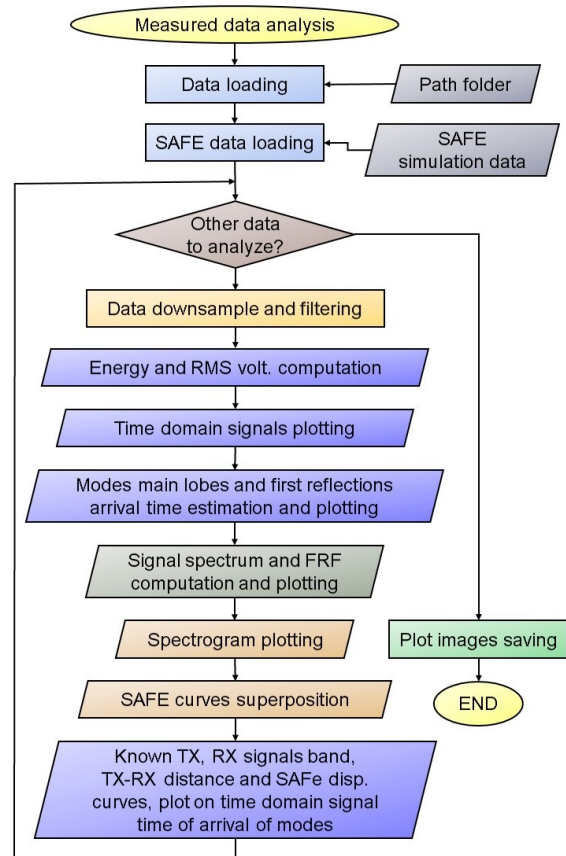 Measured data analysis
Data loading
Path folder
SAFE data loading
SAFE
simulation data
Other data
to analyze?
Data downsample and filtering
Energy and RMS volt. computation
Time domain signals plotting
Modes main lobes and first reflections
arrival time estimation and plotting
Signal spectrum and FRF
computation and plotting
Spectrogram plotting
Plot images saving
SAFE curves superposition
END
Known TX, RX signals band,
TX-RX distance and SAFe disp.
curves, plot on time domain signal
time of arrival of modes